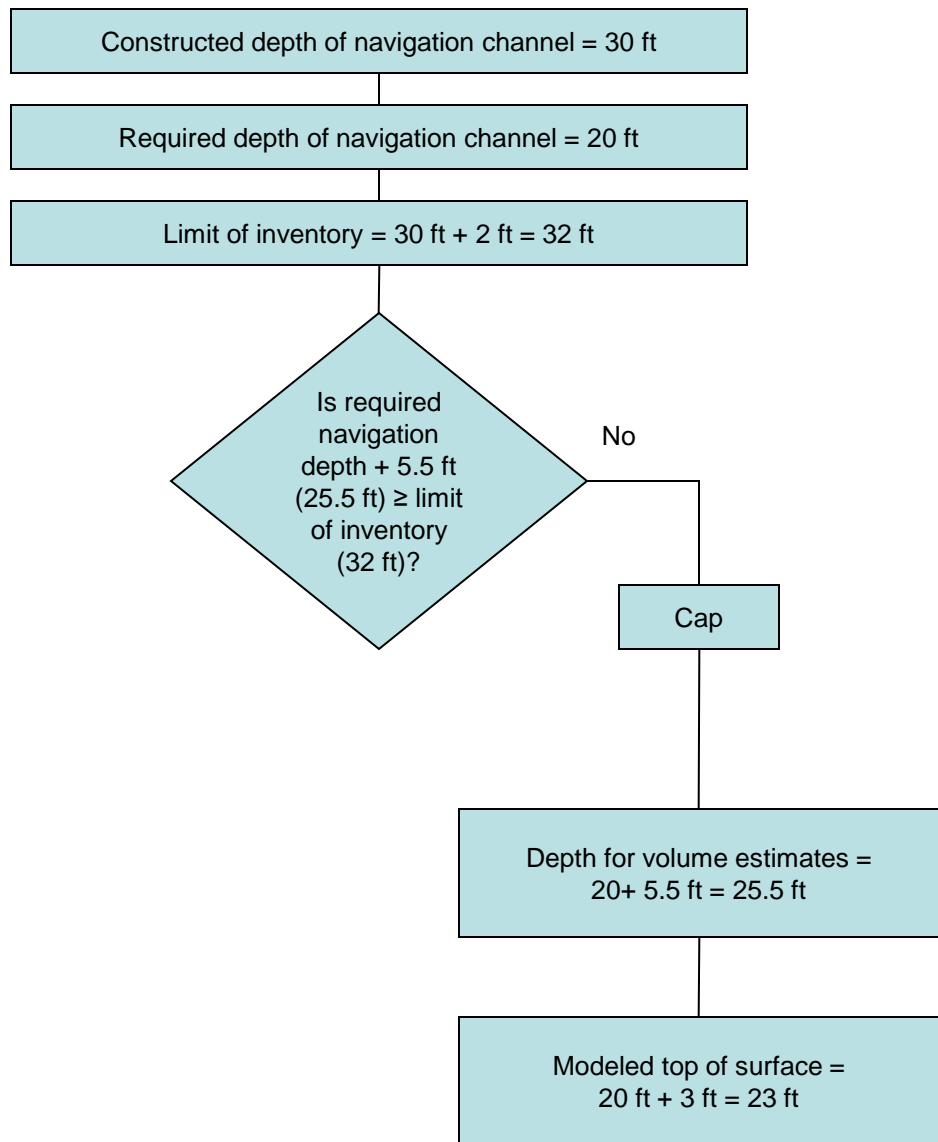 Constructed depth of navigation channel = 30 ft
Required depth of navigation channel = 20 ft
Limit of inventory = 30 ft + 2 ft = 32 ft
Is required
navigation
depth + 5.5 ft
(25.5 ft) ≥ limit
of inventory
(32 ft)?
No
Cap
Depth for volume estimates =
20+ 5.5 ft = 25.5 ft
Modeled top of surface =
20 ft + 3 ft = 23 ft